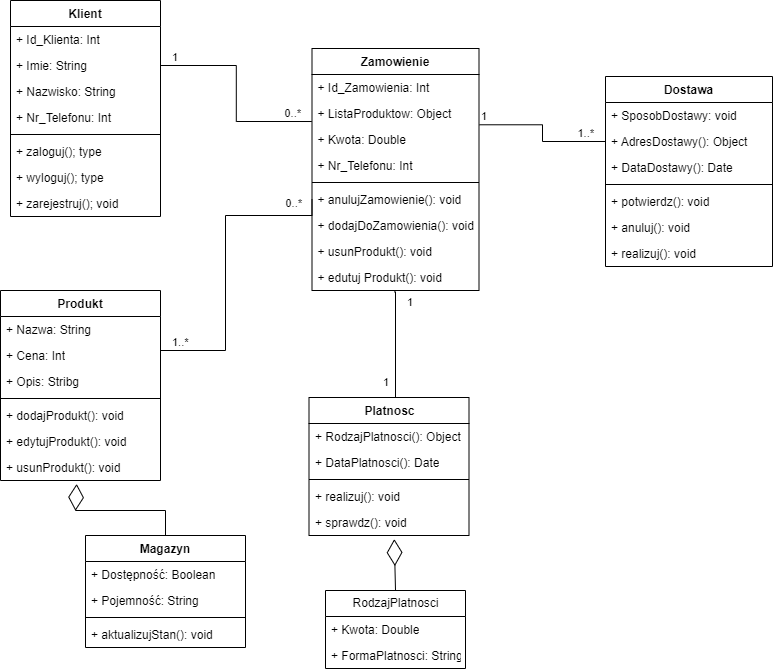 Klient
+ Id_Klienta: Int
+ Imie: String
+ Nazwisko: String
+ Nr_Telefonu: Int
+ zaloguj(); type
+ wyloguj(); type
+ zarejestruj(); void
1
0..*
Zamowienie
+ Id_Zamowienia: Int
+ ListaProduktow: Object
+ Kwota: Double
+ Nr_Telefonu: Int
+ anulujZamowienie(): void
+ dodajDoZamowienia(): void
+ usunProdukt(): void
+ edutuj Produkt(): void
1
1..*
Dostawa
+ SposobDostawy: void
+ AdresDostawy(): Object
+ DataDostawy(): Date
+ potwierdz(): void
+ anuluj(): void
+ realizuj(): void
0..*
1..*
Produkt
+ Nazwa: String
+ Cena: Int
+ Opis: Stribg
+ dodajProdukt(): void
+ edytujProdukt(): void
+ usunProdukt(): void
1
1
Platnosc
+ RodzajPlatnosci(): Object
+ DataPlatnosci(): Date
+ realizuj(): void
+ sprawdz(): void
Magazyn
+ Dostępność: Boolean
+ Pojemność: String
+ aktualizujStan(): void
RodzajPlatnosci
+ Kwota: Double
+ FormaPlatnosci: String